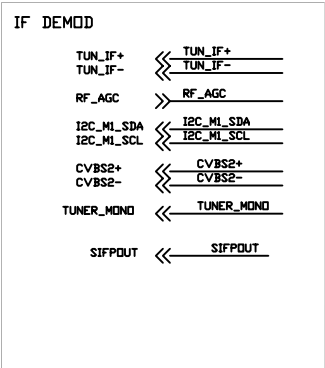 IF DEMOD
TUN_IF+ TUN_IF+
TUN_IF- TUN_IF-
RF_AGC RF_AGC
I2C_M1_SDA I2C_M1_SDA
I2C_M1_SCL I2C_M1_SCL
CVBS2+ CVBS2+
CVBS2- CVBS2-
TUNER_MONO TUNER_MONO
SIFPOUT SIFPOUT